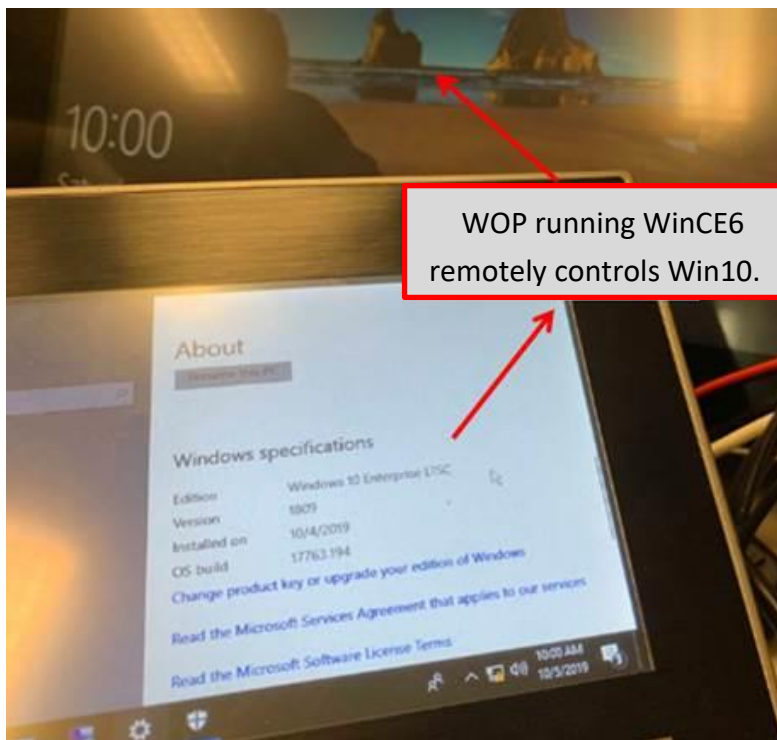 10:00
WOP running WinCE6
remotely controls Win10.
About
Rename this PC
Windows specifications
Edition Windows 10 Enterprise LTSC
Version 1809
Installed on 10/4/2019
OS build 17763.194
Change product key or upgrade your edition of Windows
Read the Microsoft Services Agreement that applies to our services
Read the Microsoft Software License Terms
10:00 AM
10/5/2019